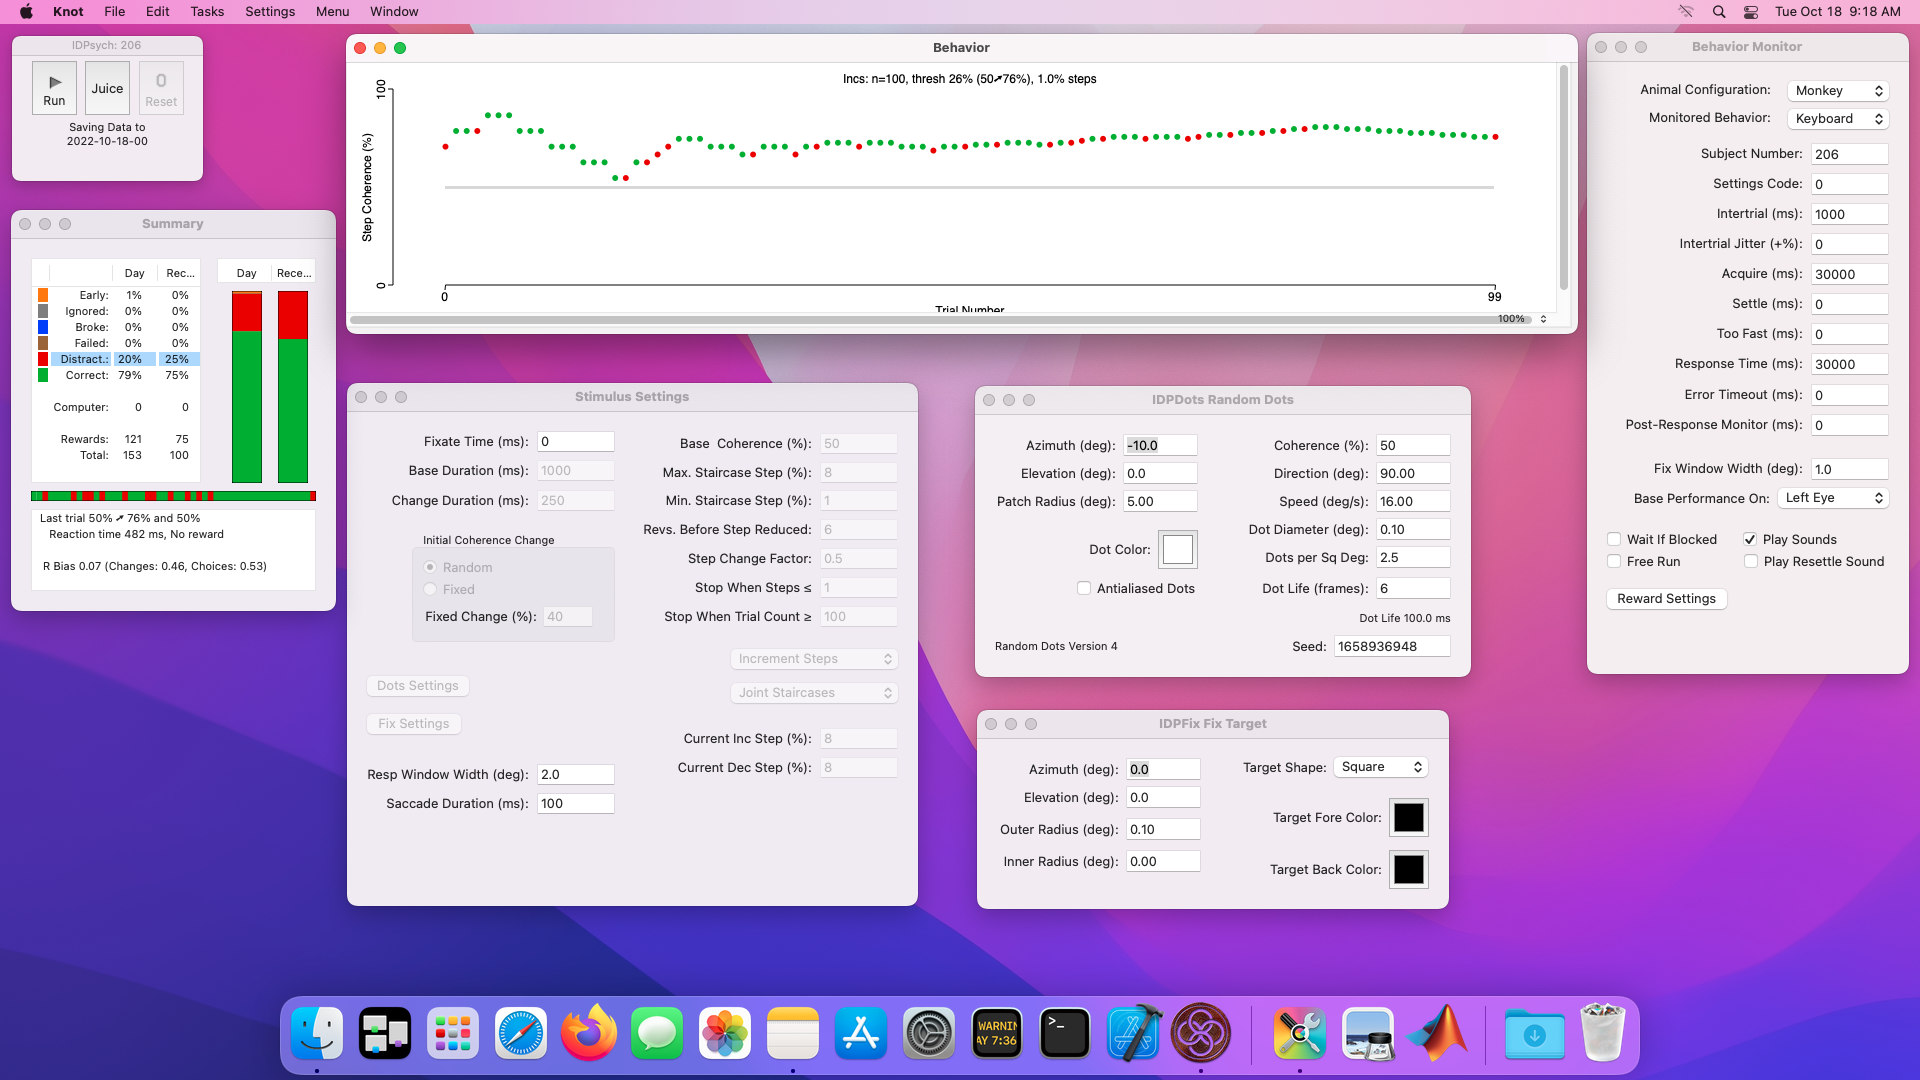 Knot File Edit Tasks Settings Menu Window Tue Oct 18 9:18 AM
IDPsych: 206
Run
Juice
0
Reset
Saving Data to
2022-10-18-00
Summary
Day Rec...
Early: 1% 0%
Ignored: 0% 0%
Broke: 0% 0%
Failed: 0% 0%
Distract.: 20% 25%
Correct: 79% 75%
Computer: 0 0
Rewards: 121 75
Total: 153 100
Day Rece...
Last trial 50% ➚ 76% and 50%
Reaction time 482 ms, No reward
R Bias 0.07 (Changes: 0.46, Choices: 0.53)
Behavior
Incs: n=100, thresh 26% (50➚76%), 1.0% steps
Step Coherence (%)
100
0
0 99
Trial Number
100%
Stimulus Settings
Fixate Time (ms): 0
Base Duration (ms): 1000
Change Duration (ms): 250
Initial Coherence Change
Random
Fixed
Fixed Change (%): 40
Dots Settings
Fix Settings
Resp Window Width (deg): 2.0
Saccade Duration (ms): 100
Base Coherence (%): 50
Max. Staircase Step (%): 8
Min. Staircase Step (%): 1
Revs. Before Step Reduced: 6
Step Change Factor: 0.5
Stop When Steps ≤ 1
Stop When Trial Count ≥ 100
Increment Steps
Joint Staircases
Current Inc Step (%): 8
Current Dec Step (%): 8
IDPDots Random Dots
Azimuth (deg): -10.0
Elevation (deg): 0.0
Patch Radius (deg): 5.00
Dot Color:
Antialiased Dots
Random Dots Version 4
Coherence (%): 50
Direction (deg): 90.00
Speed (deg/s): 16.00
Dot Diameter (deg): 0.10
Dots per Sq Deg: 2.5
Dot Life (frames): 6
Dot Life 100.0 ms
Seed: 1658936948
IDPFix Fix Target
Azimuth (deg): 0.0
Elevation (deg): 0.0
Outer Radius (deg): 0.10
Inner Radius (deg): 0.00
Target Shape: Square
Target Fore Color:
Target Back Color:
Behavior Monitor
Animal Configuration: Monkey
Monitored Behavior: Keyboard
Subject Number: 206
Settings Code: 0
Intertrial (ms): 1000
Intertrial Jitter (+%): 0
Acquire (ms): 30000
Settle (ms): 0
Too Fast (ms): 0
Response Time (ms): 30000
Error Timeout (ms): 0
Post-Response Monitor (ms): 0
Fix Window Width (deg): 1.0
Base Performance On: Left Eye
Wait If Blocked Play Sounds
Free Run Play Resettle Sound
Reward Settings
WARNIN
AY 7:36
>_